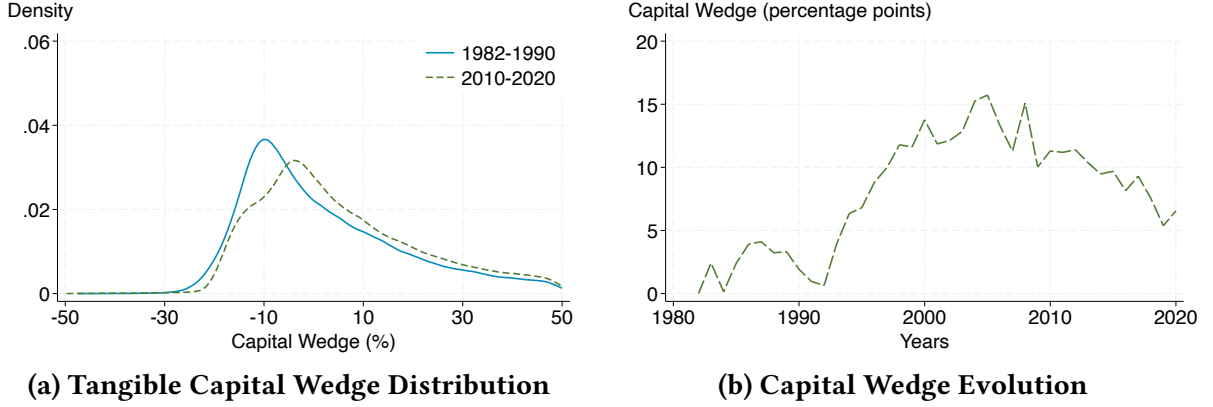 Density
.06
.04
.02
0
-50 -30 -10 10 30 50
Capital Wedge (%)
1982-1990
2010-2020
(a) Tangible Capital Wedge Distribution
Capital Wedge (percentage points)
20
15
10
5
0
1980 1990 2000 2010 2020
Years
(b) Capital Wedge Evolution